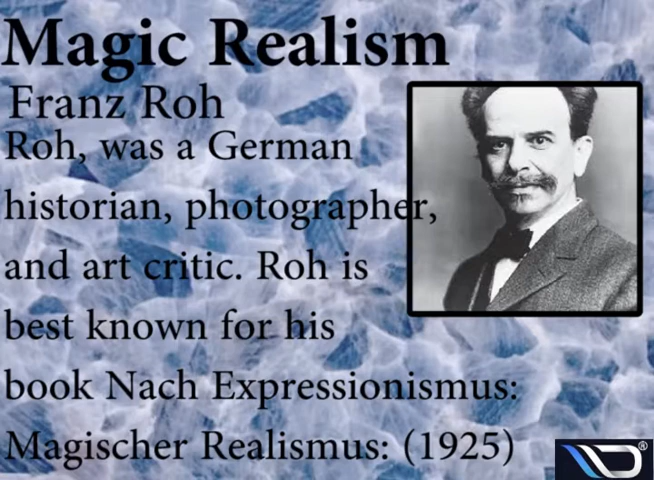 Magic Realism
Franz Roh
Roh, was a German
historian, photographer,
and art critic. Roh is
best known for his
book Nach Expressionismus:
Magischer Realismus: (1925)
®